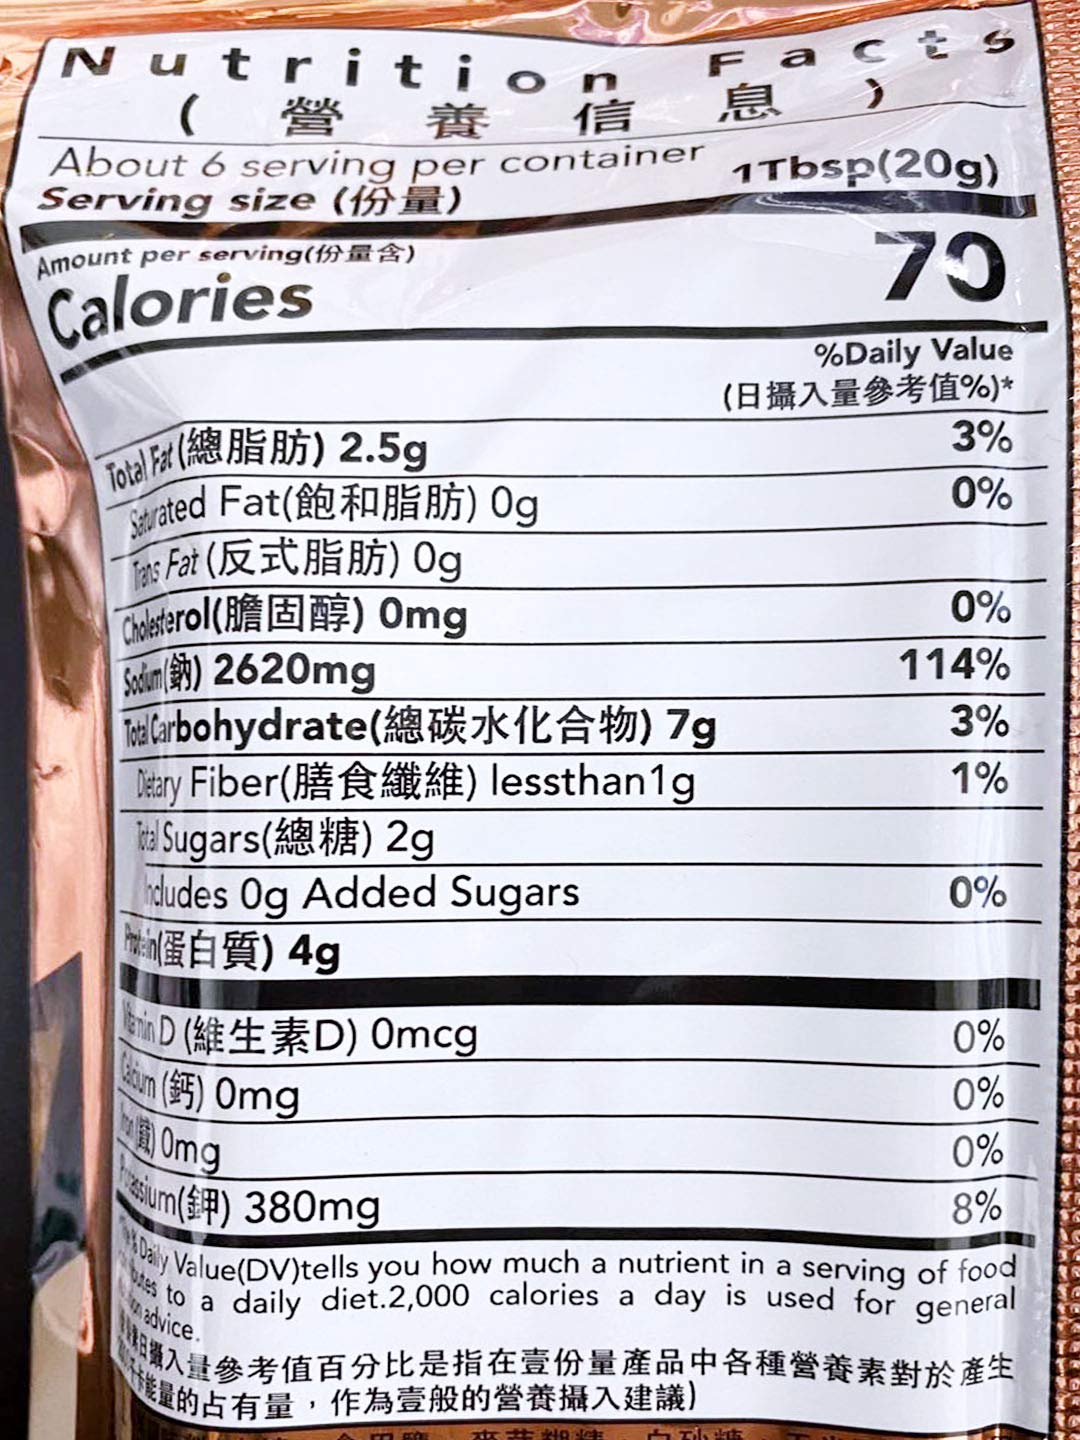 Nutrition Facts
(營養信息)
About 6 serving per container
Serving size (份量) 1Tbsp(20g)
Amount per serving(份量含)
Calories 70
%Daily Value
(日攝入量參考值%)*
Total Fat (總脂肪) 2.5g 3%
Saturated Fat(飽和脂肪) 0g 0%
Trans Fat (反式脂肪) 0g
Cholesterol(膽固醇) 0mg 0%
Sodium(鈉) 2620mg 114%
Total Carbohydrate(總碳水化合物) 7g 3%
Dietary Fiber(膳食纖維) lessthan1g 1%
Total Sugars(總糖) 2g
Includes 0g Added Sugars 0%
Protein(蛋白質) 4g
Vitamin D (維生素D) 0mcg 0%
Calcium (鈣) 0mg 0%
Iron (鐵) 0mg 0%
Potassium(鉀) 380mg 8%
% Daily Value(DV)tells you how much a nutrient in a serving of food
to a daily diet.2,000 calories a day is used for general
advice.
日攝入量參考值百分比是指在壹份量產品中各種營養素對於產生
能量的占有量，作為壹般的營養攝入建議)